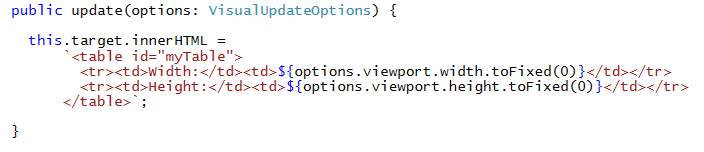 public update(options: VisualUpdateOptions) {
this.target.innerHTML =
`<table id="myTable">
<tr><td>Width:</td><td>${options.viewport.width.toFixed(0)}</td></tr>
<tr><td>Height:</td><td>${options.viewport.height.toFixed(0)}</td></tr>
</table>`;
}